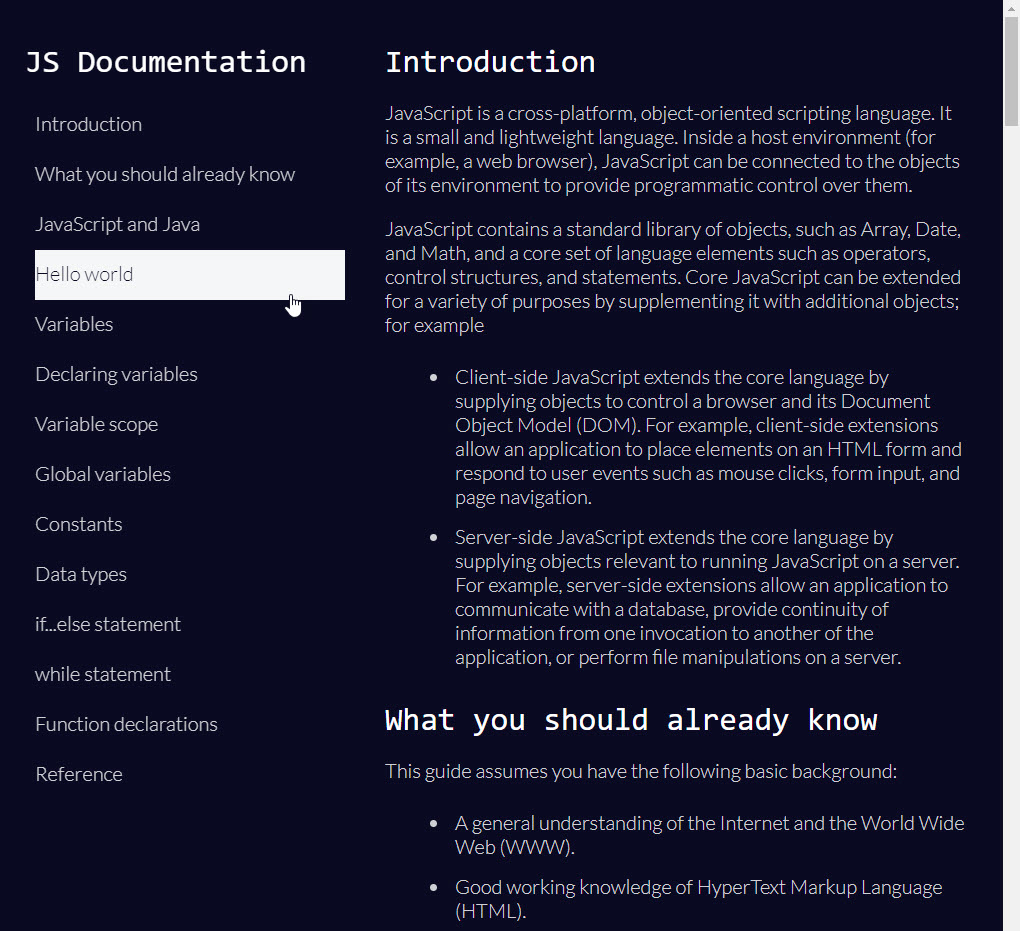 JS Documentation
Introduction
What you should already know
JavaScript and Java
Hello world
Variables
Declaring variables
Variable scope
Global variables
Constants
Data types
if...else statement
while statement
Function declarations
Reference
Introduction
JavaScript is a cross-platform, object-oriented scripting language. It
is a small and lightweight language. Inside a host environment (for
example, a web browser), JavaScript can be connected to the objects
of its environment to provide programmatic control over them.
JavaScript contains a standard library of objects, such as Array, Date,
and Math, and a core set of language elements such as operators,
control structures, and statements. Core JavaScript can be extended
for a variety of purposes by supplementing it with additional objects;
for example
• Client-side JavaScript extends the core language by
supplying objects to control a browser and its Document
Object Model (DOM). For example, client-side extensions
allow an application to place elements on an HTML form and
respond to user events such as mouse clicks, form input, and
page navigation.
• Server-side JavaScript extends the core language by
supplying objects relevant to running JavaScript on a server.
For example, server-side extensions allow an application to
communicate with a database, provide continuity of
information from one invocation to another of the
application, or perform file manipulations on a server.
What you should already know
This guide assumes you have the following basic background:
• A general understanding of the Internet and the World Wide
Web (WWW).
• Good working knowledge of HyperText Markup Language
(HTML).